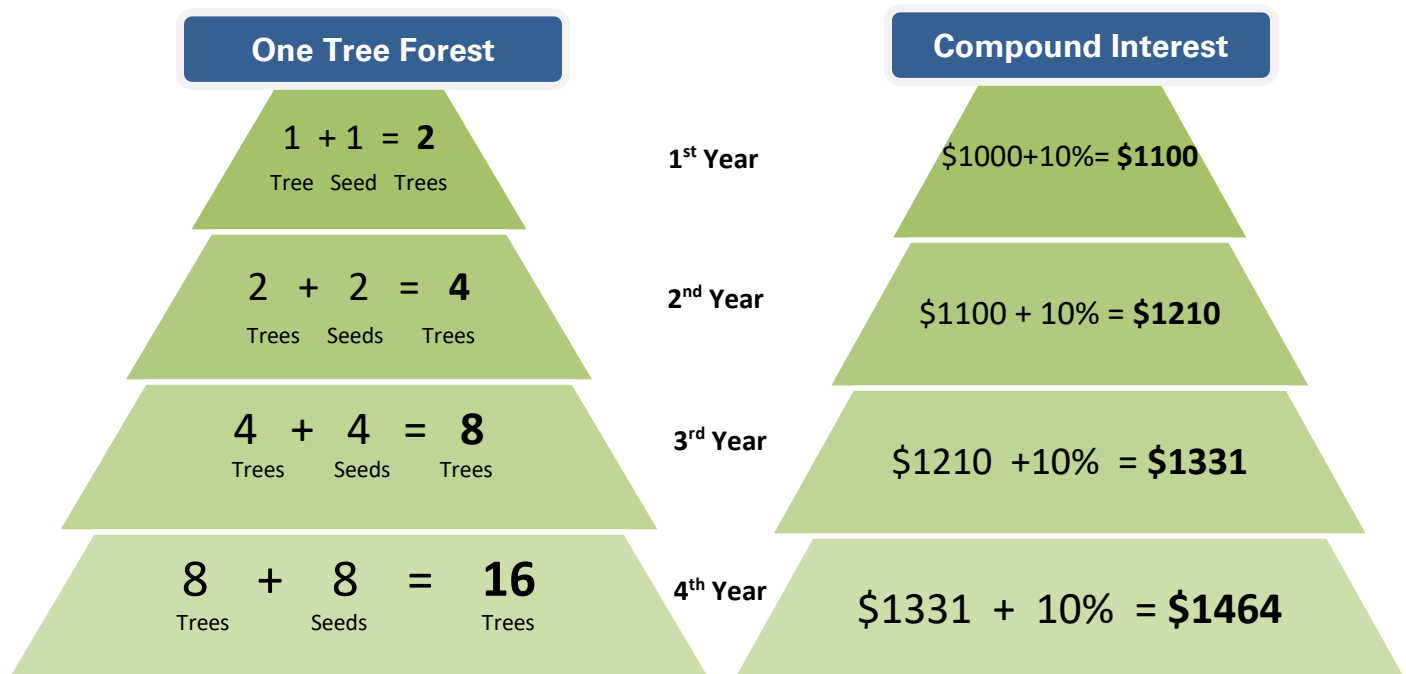 One Tree Forest
1 + 1 = 2
Tree Seed Trees
2 + 2 = 4
Trees Seeds Trees
4 + 4 = 8
Trees Seeds Trees
8 + 8 = 16
Trees Seeds Trees
1st Year
2nd Year
3rd Year
4th Year
Compound Interest
$1000+10%= $1100
$1100 + 10% = $1210
$1210 +10% = $1331
$1331 + 10% = $1464